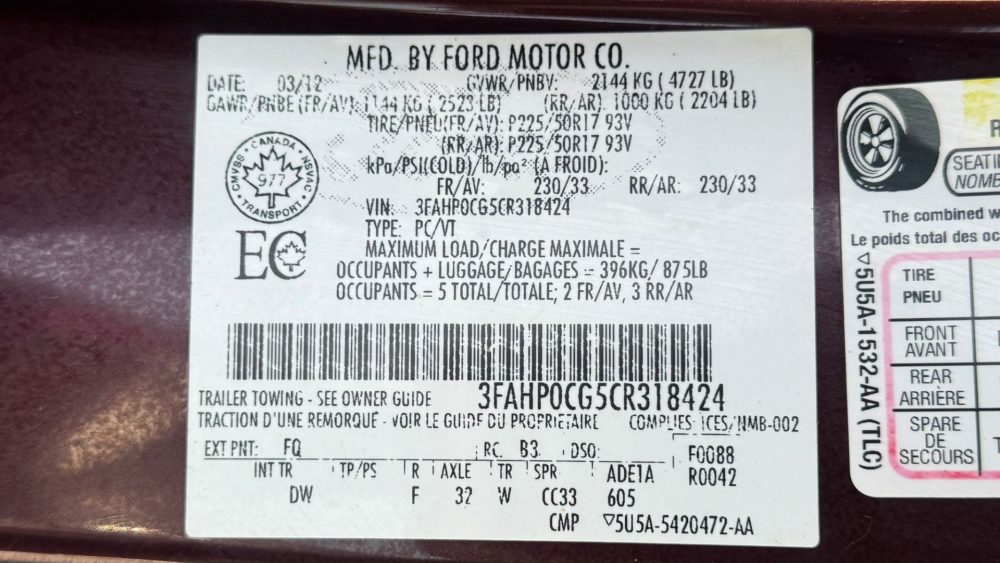 MFD. BY FORD MOTOR CO.
DATE: 03/12 GVWR/PNBV: 2144 KG ( 4727 LB)
GAWR/PNBE (FR/AV): 1144 KG ( 2523 LB) (RR/AR): 1000 KG ( 2204 LB)
TIRE/PNEU(FR/AV): P225/50R17 93V
(RR/AR): P225/50R17 93V
kPa/PSI(COLD)/lb/po² (A FROID):
FR/AV: 230/33 RR/AR: 230/33
VIN: 3FAHP0CG5CR318424
TYPE: PC/VT
MAXIMUM LOAD/CHARGE MAXIMALE =
OCCUPANTS + LUGGAGE/BAGAGES = 396KG/ 875LB
OCCUPANTS = 5 TOTAL/TOTALE; 2 FR/AV, 3 RR/AR
CMVSS • CANADA • NSVAC
977
• TRANSPORT •
EC
3FAHP0CG5CR318424
TRAILER TOWING - SEE OWNER GUIDE
TRACTION D'UNE REMORQUE - VOIR LE GUIDE DU PROPRIETAIRE COMPLIES: ICES/NMB-002
EXT PNT: FQ RC: B3 DSO: F0088
INT TR TP/PS R AXLE TR SPR ADETA R0042
DW F 32 W CC33 605
CMP ▽5U5A-5420472-AA
▽5U5A-1532-AA (TLC)
The combined
Le poids total des
TIRE
PNEU
FRONT
AVANT
REAR
ARRIÈRE
SPARE
DE
SECOURS